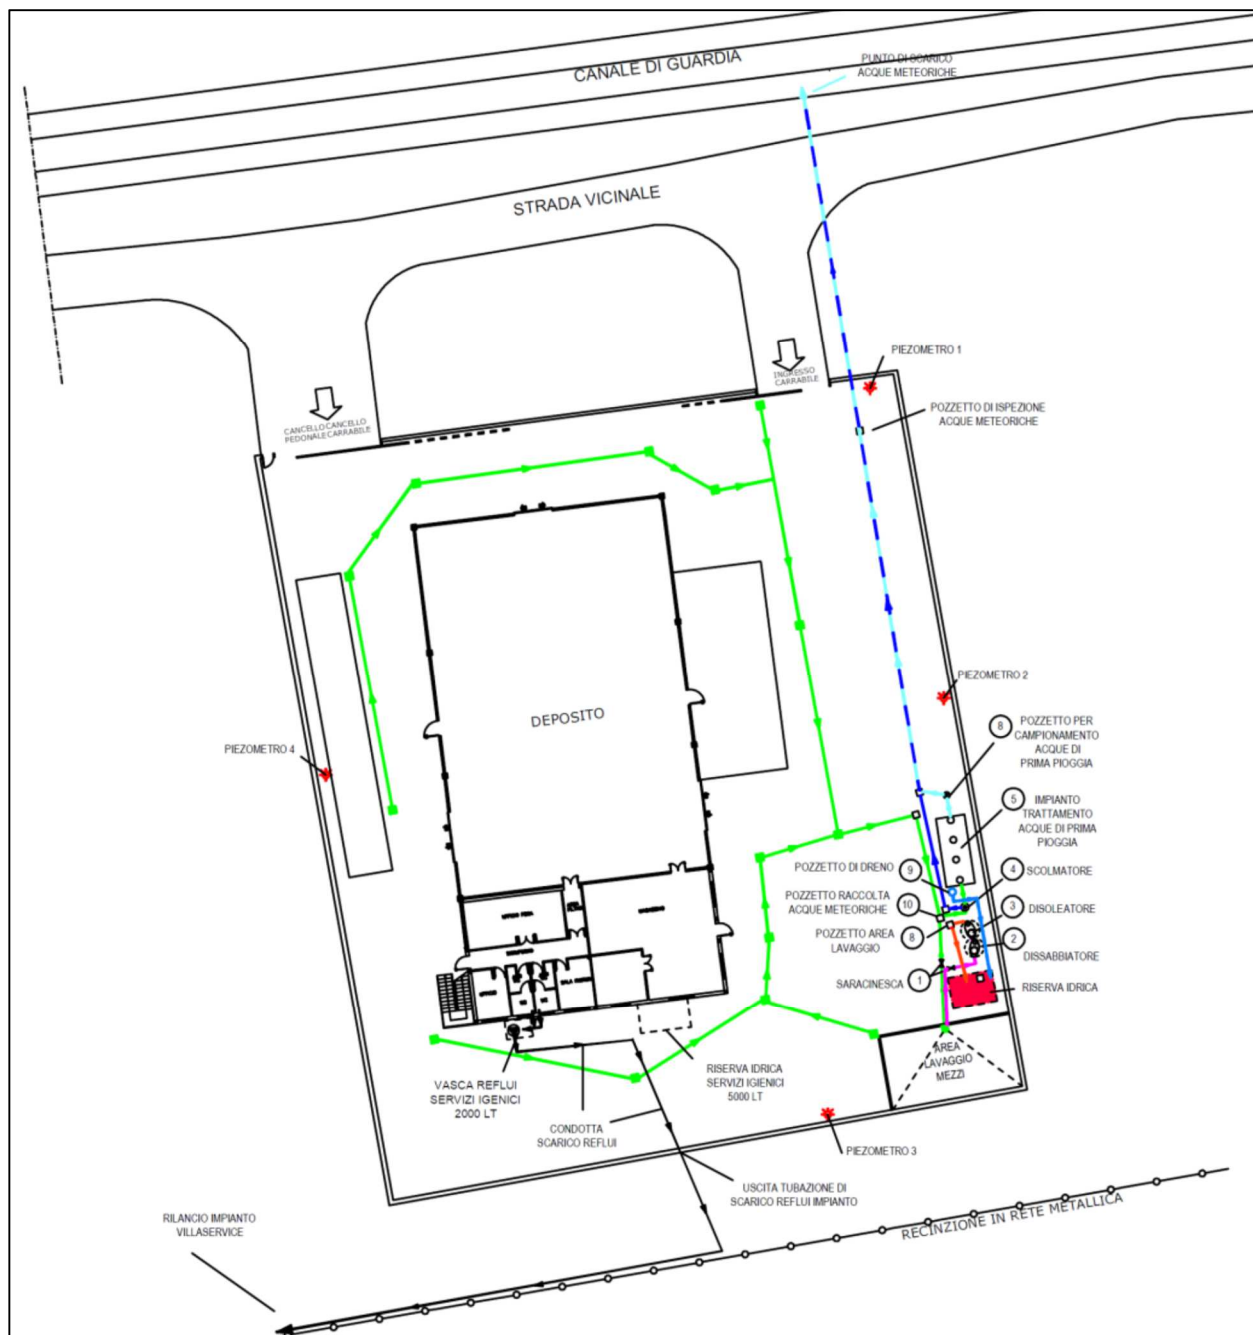 CANALE DI GUARDIA
PUNTO DI SCARICO
ACQUE METEORICHE
STRADA VICINALE
PIEZOMETRO 1
INGRESSO
CARRABILE
POZZETTO DI ISPEZIONE
ACQUE METEORICHE
CANCELLO CANCELLO
PEDONALE CARRABILE
PIEZOMETRO 2
DEPOSITO
8
POZZETTO PER
CAMPIONAMENTO
ACQUE DI
PRIMA PIOGGIA
PIEZOMETRO 4
5
IMPIANTO
TRATTAMENTO
ACQUE DI PRIMA
PIOGGIA
POZZETTO DI DRENO
9
4
SCOLMATORE
POZZETTO RACCOLTA
ACQUE METEORICHE
10
3
DISOLEATORE
POZZETTO AREA
LAVAGGIO
8
2
DISSABBIATORE
SARACINESCA
1
RISERVA IDRICA
AREA
LAVAGGIO
MEZZI
VASCA REFLUI
SERVIZI IGENICI
2000 LT
RISERVA IDRICA
SERVIZI IGIENICI
5000 LT
CONDOTTA
SCARICO REFLUI
PIEZOMETRO 3
USCITA TUBAZIONE DI
SCARICO REFLUI IMPIANTO
RILANCIO IMPIANTO
VILLASERVICE
RECINZIONE IN RETE METALLICA